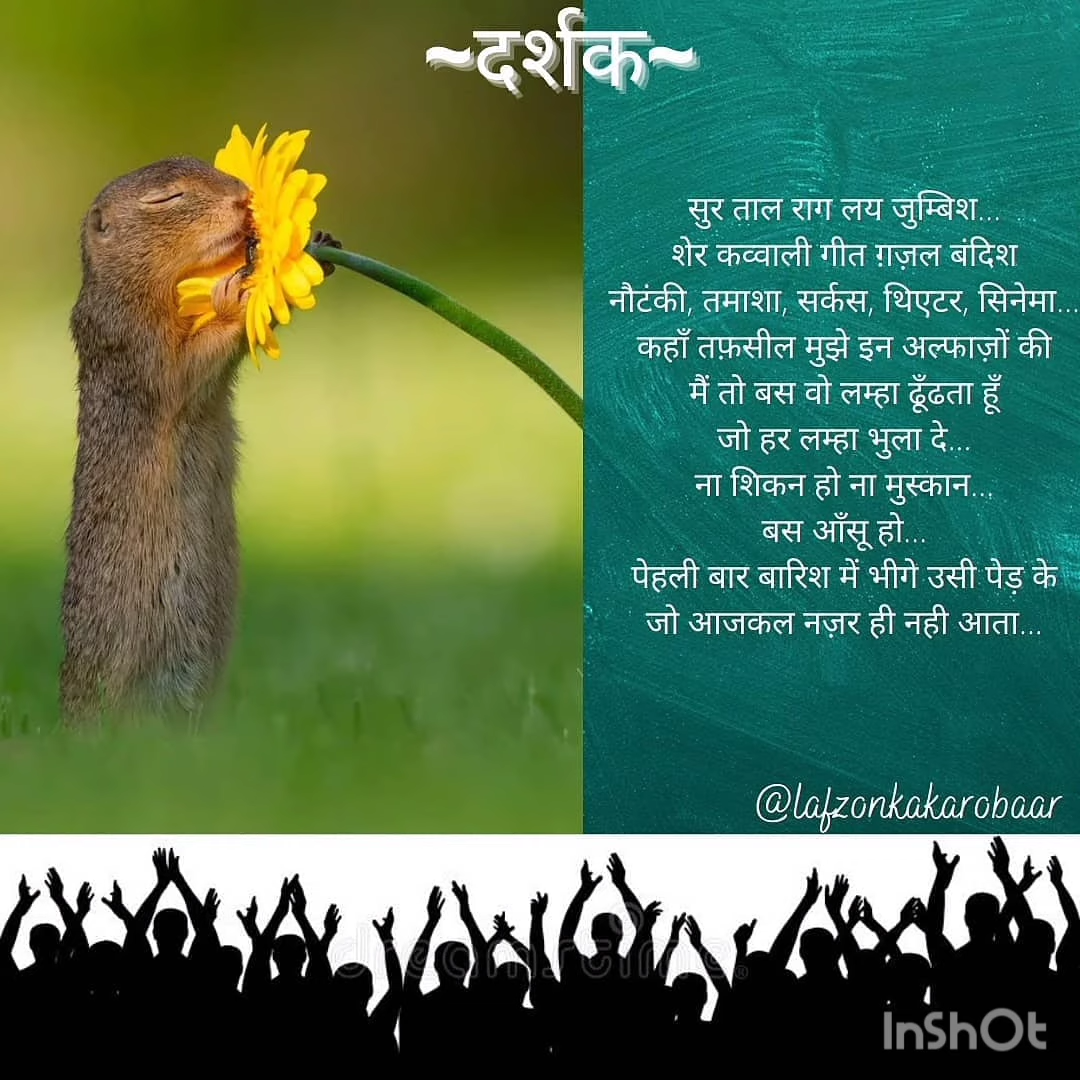 ~दर्शक~
सुर ताल राग लय जुम्बिश...
शेर कव्वाली गीत ग़ज़ल बंदिश
नौटंकी, तमाशा, सर्कस, थिएटर, सिनेमा...
कहाँ तफ़सील मुझे इन अल्फाज़ों की
मैं तो बस वो लम्हा ढूँढता हूँ
जो हर लम्हा भुला दे...
ना शिकन हो ना मुस्कान...
बस आँसू हो...
पेहली बार बारिश में भीगे उसी पेड़ के
जो आजकल नज़र ही नही आता...
@lafzonkakarobaar
dreamstime
InShOt